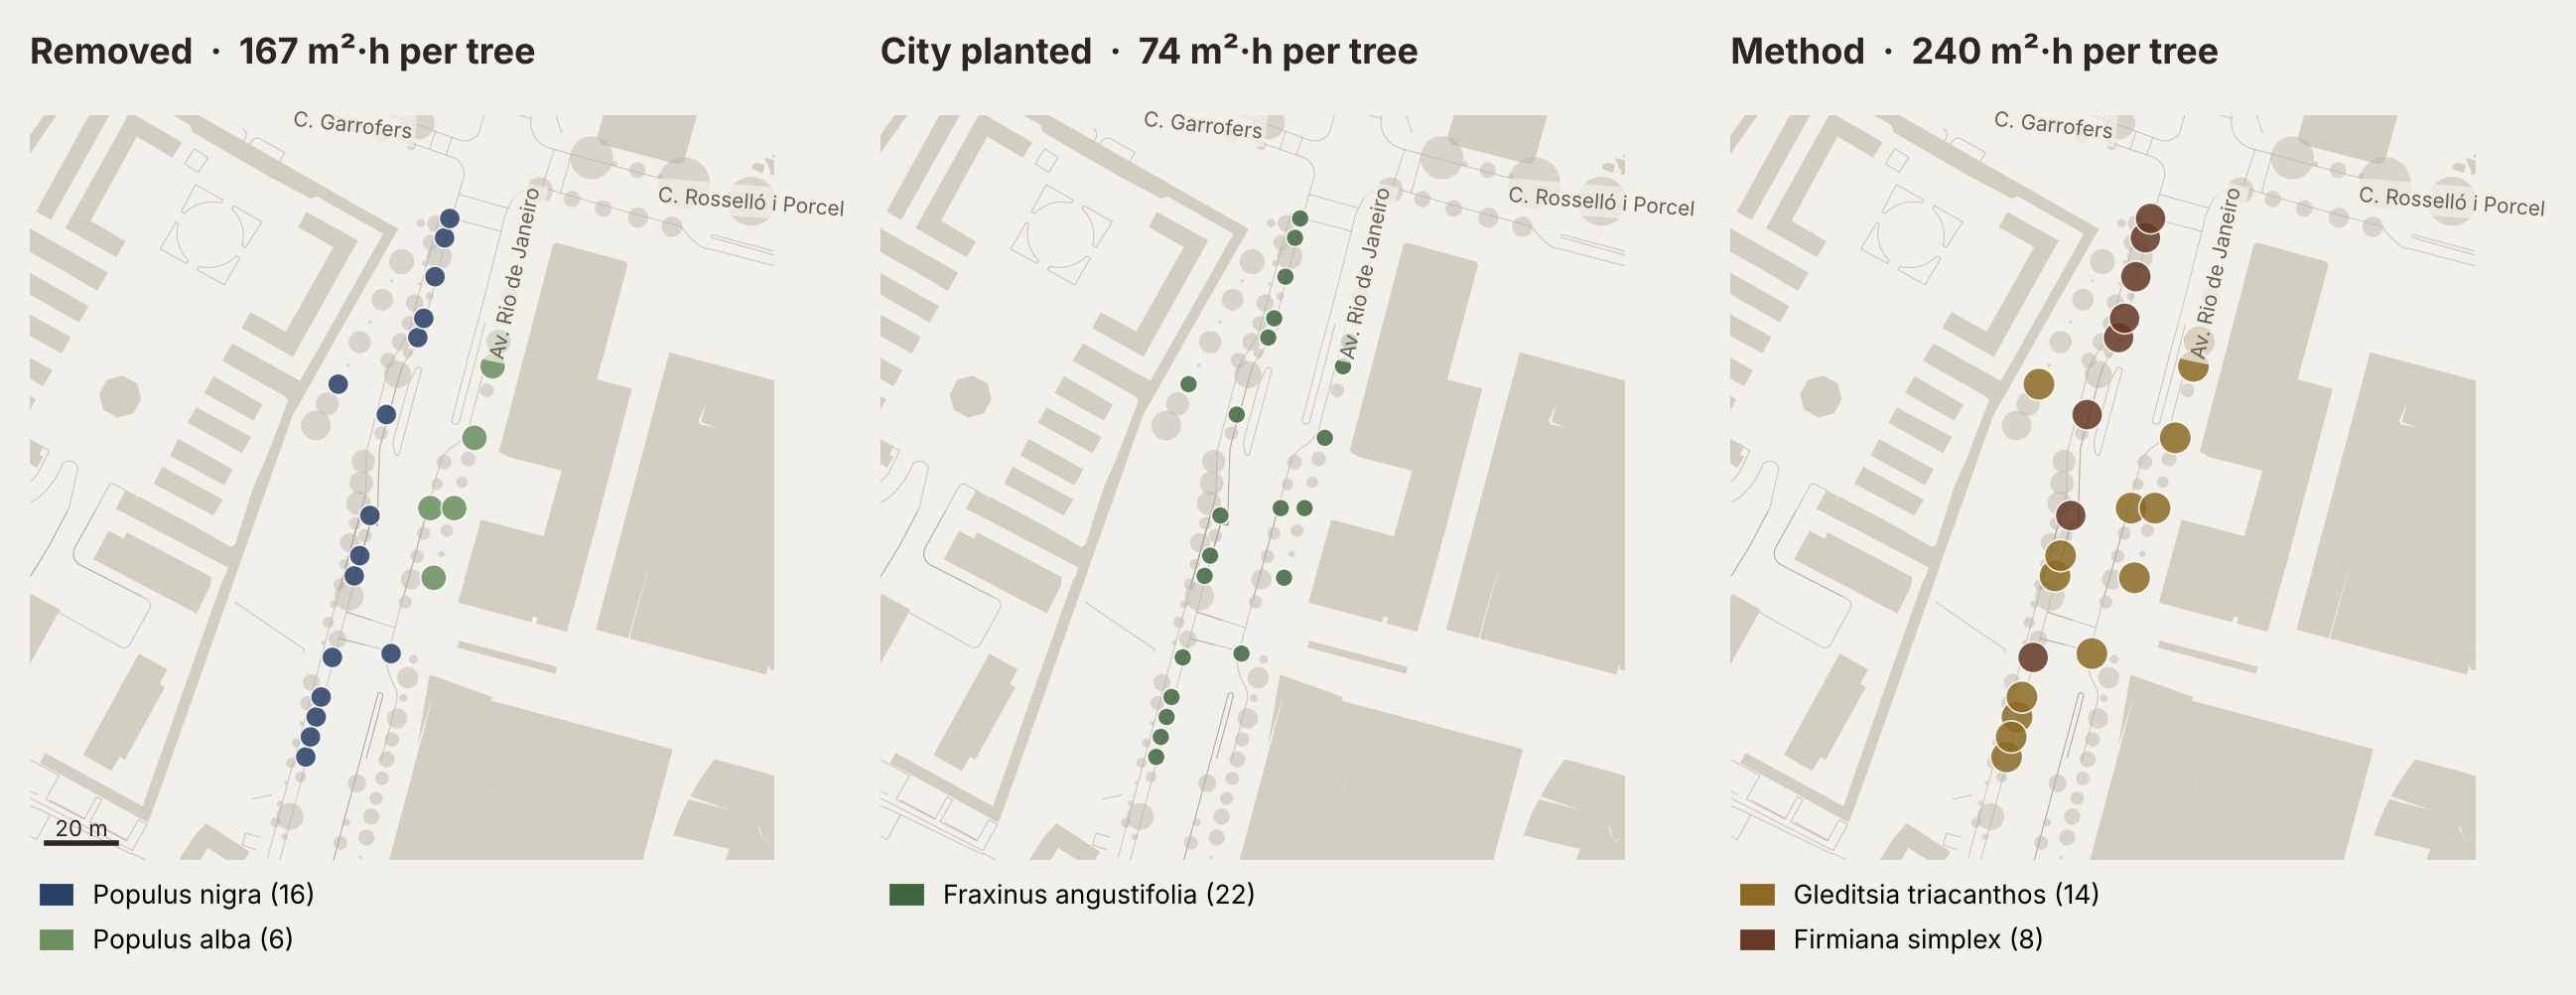 Removed · 167 m²·h per tree
C. Garrofers
C. Rosselló i Porcel
Av. Rio de Janeiro
20 m
Populus nigra (16)
Populus alba (6)
City planted · 74 m²·h per tree
C. Garrofers
C. Rosselló i Porcel
Av. Rio de Janeiro
Fraxinus angustifolia (22)
Method · 240 m²·h per tree
C. Garrofers
C. Rosselló i Porcel
Av. Rio de Janeiro
Gleditsia triacanthos (14)
Firmiana simplex (8)